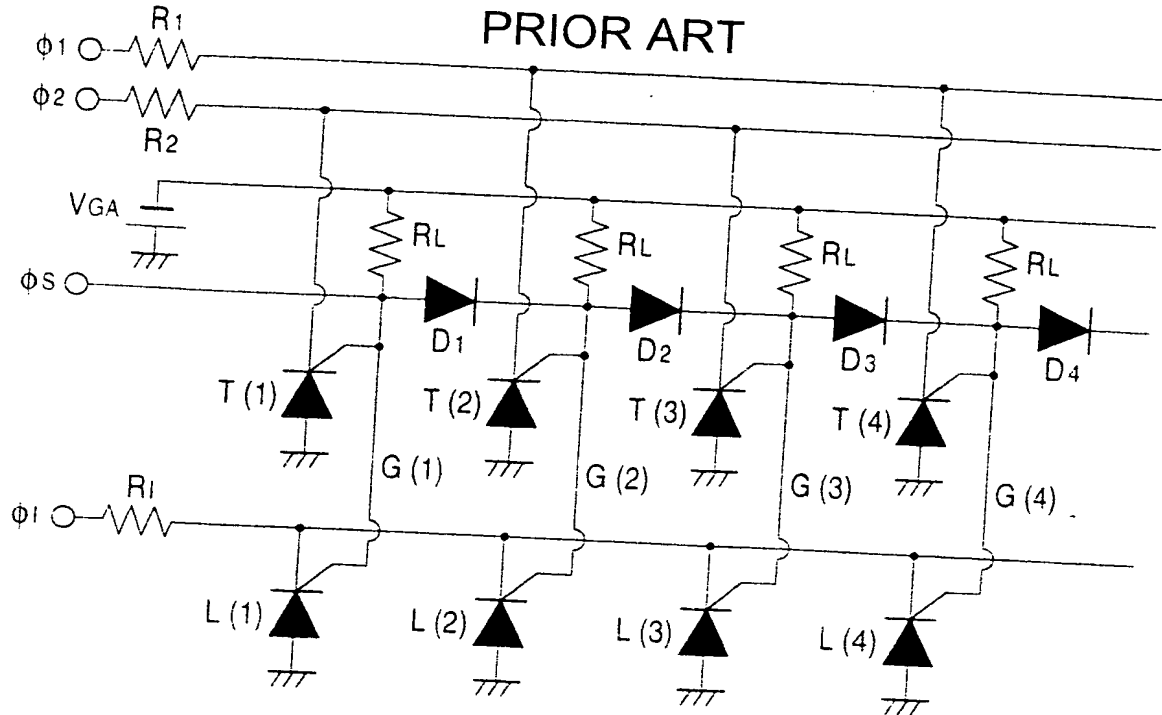 PRIOR ART
R1
ϕ1
ϕ2
R2
VGA
RL RL RL RL
ϕS
D1 D2 D3 D4
T (1) T (2) T (3) T (4)
G (1) G (2) G (3) G (4)
RI
ϕI
L (1) L (2) L (3) L (4)